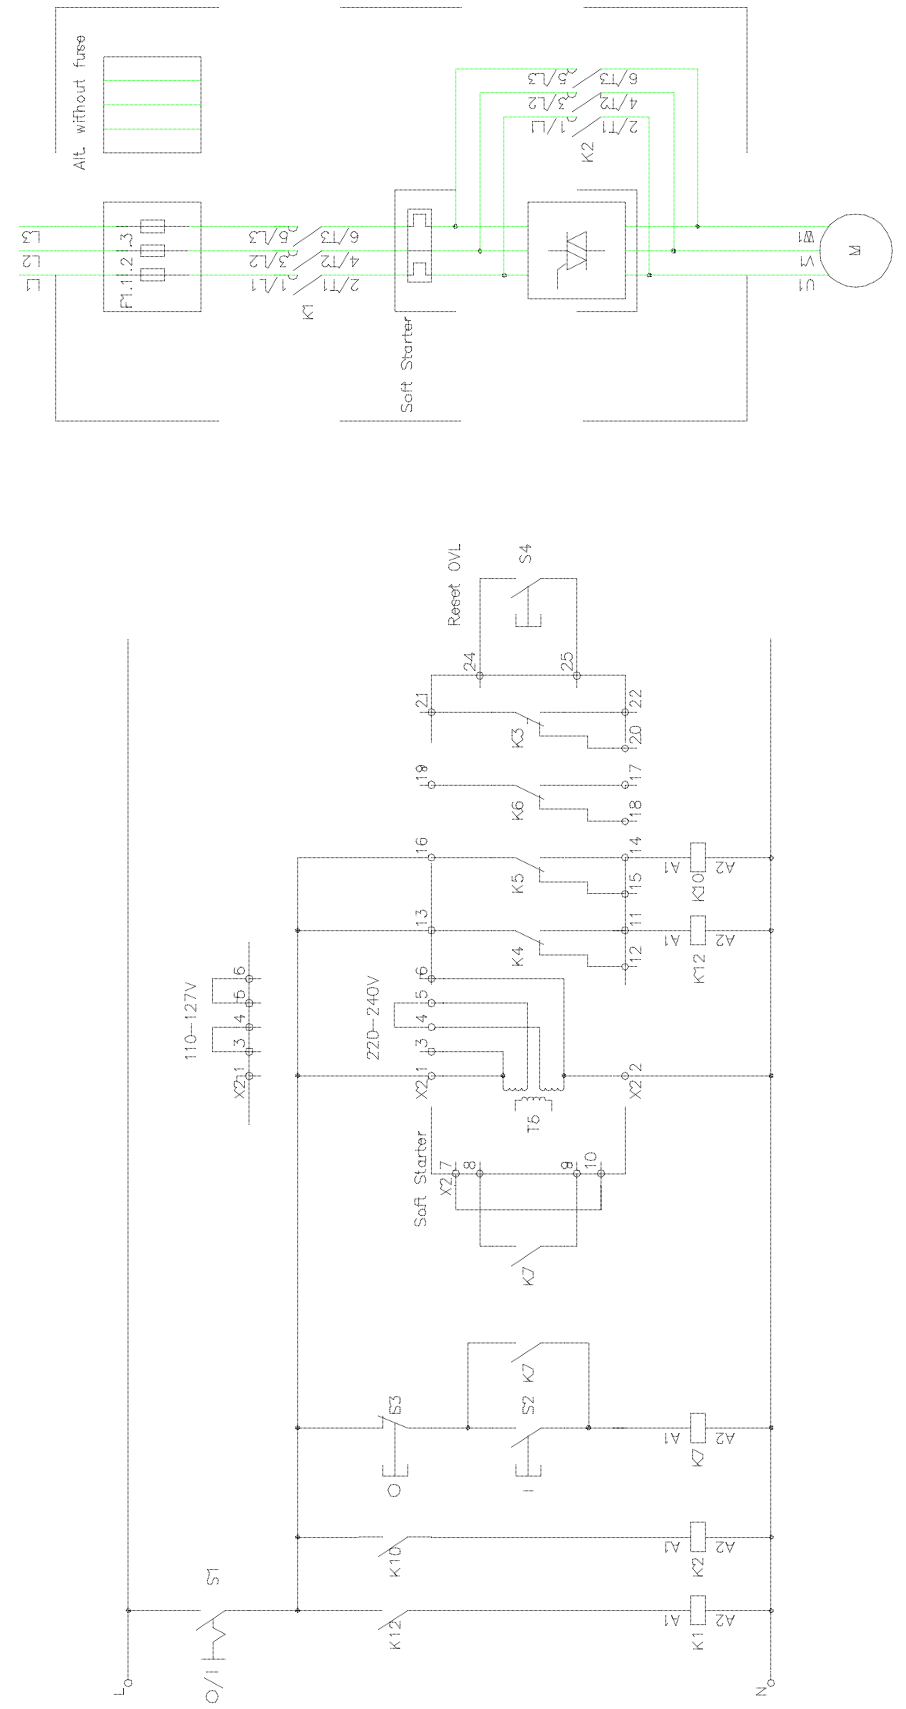 Alt. without fuse
5/L3 6/T3
3/L2 4/T2
1/L1 2/T1
K2
L3
L2
L1
F1.1.2.3
5/L3 6/T3
3/L2 4/T2
1/L1 2/T1
K1
Soft Starter
W1
V1
U1
M
Reset OVL
S4
24
25
21
22
K3
20
19
17
K6
18
16
14
K5
15
A1 A2
K10
13
11
K4
12
A1 A2
K12
110-127V
X2:1
3
4
5
6
220-240V
X2:1
3
4
5
6
X2:2
T5
Soft Starter
X2:7
8
9
10
K7
K7
S3
S2
O
I
A1 A2
K7
K10
A1 A2
K2
S1
O/I
K12
A1 A2
K1
L
N